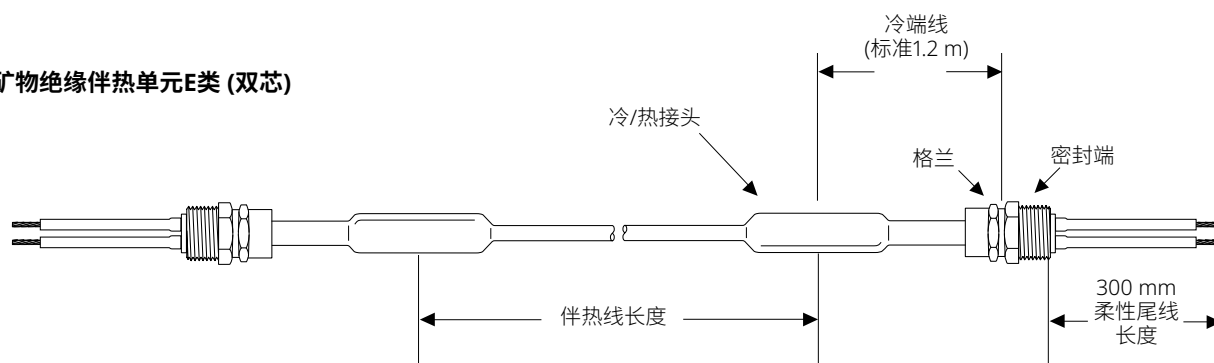 冷端线
(标准1.2 m)
矿物绝缘伴热单元E类 (双芯)
冷/热接头
格兰
密封端
伴热线长度
300 mm
柔性尾线
长度